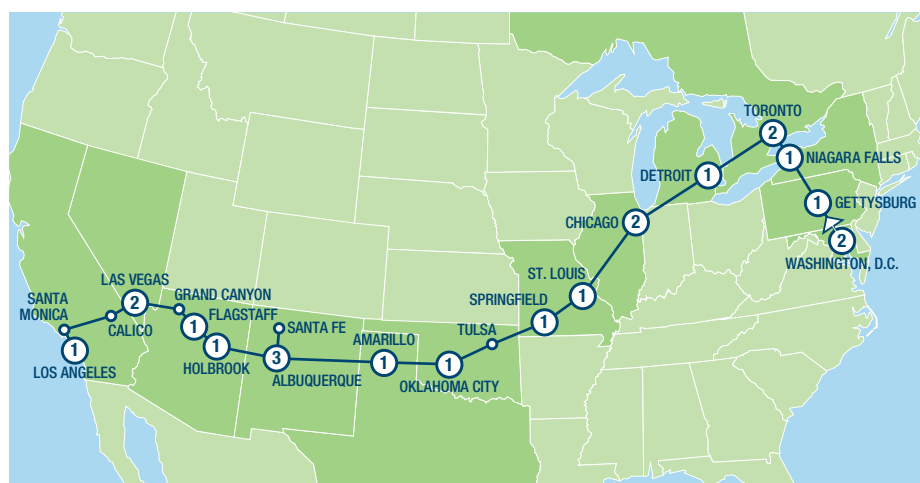 TORONTO
2
1
NIAGARA FALLS
DETROIT
1
1
GETTYSBURG
CHICAGO
2
2
WASHINGTON, D.C.
ST. LOUIS
1
SPRINGFIELD
1
TULSA
LAS VEGAS
2
GRAND CANYON
SANTA
MONICA
CALICO
FLAGSTAFF
1
SANTA FE
1
HOLBROOK
AMARILLO
1
3
ALBUQUERQUE
1
OKLAHOMA CITY
1
LOS ANGELES